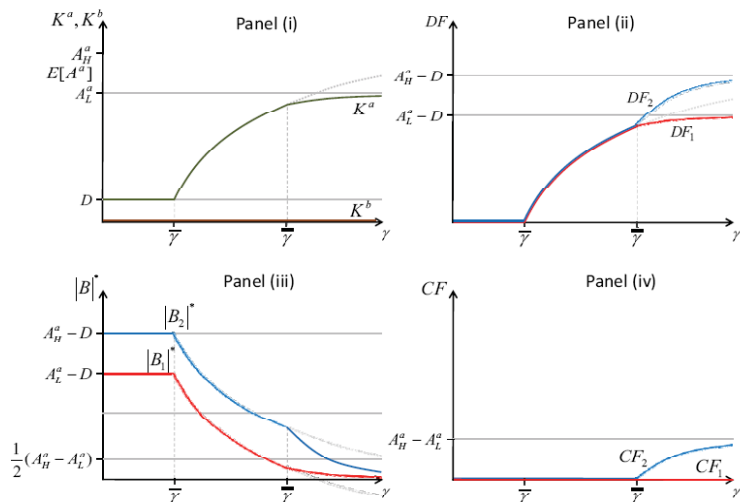 K^a, K^b
Panel (i)
A_H^a
E[A^a]
A_L^a
K^a
D
K^b
γ̅
γ̿
γ
DF
Panel (ii)
A_H^a − D
DF_2
A_L^a − D
DF_1
γ̅
γ̿
γ
|B|^*
Panel (iii)
|B_2|^*
A_H^a − D
|B_1|^*
A_L^a − D
1/2 (A_H^a − A_L^a)
γ̅
γ̿
γ
CF
Panel (iv)
A_H^a − A_L^a
CF_2
CF_1
γ̅
γ̿
γ